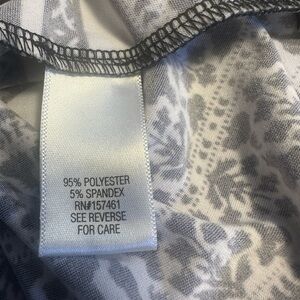 95% POLYESTER
5% SPANDEX
RN#157461
SEE REVERSE
FOR CARE